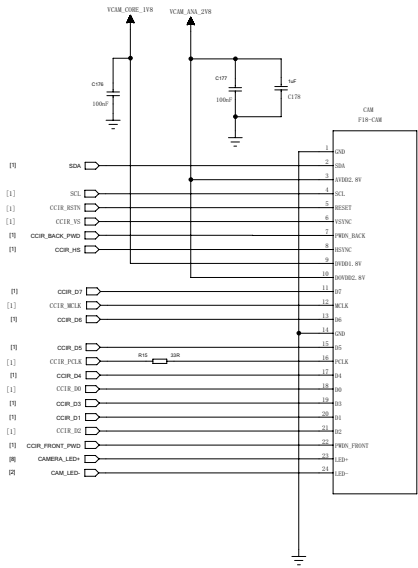 VCAM_CORE_1V8
VCAM_ANA_2V8
C176
100nF
C177
100nF
1uF
C178
CAM
F18-CAM
1 GND
[1] SDA 2 SDA
3 AVDD2.8V
[1] SCL 4 SCL
[1] CCIR_RSTN 5 RESET
[1] CCIR_VS 6 VSYNC
[1] CCIR_BACK_PWD 7 PWDN_BACK
[1] CCIR_HS 8 HSYNC
9 DVDD1.8V
10 DOVDD2.8V
[1] CCIR_D7 11 D7
[1] CCIR_MCLK 12 MCLK
[1] CCIR_D6 13 D6
14 GND
[1] CCIR_D5 15 D5
[1] CCIR_PCLK R15 33R 16 PCLK
[1] CCIR_D4 17 D4
[1] CCIR_D0 18 D0
[1] CCIR_D3 19 D3
[1] CCIR_D1 20 D1
[1] CCIR_D2 21 D2
[1] CCIR_FRONT_PWD 22 PWDN_FRONT
[8] CAMERA_LED+ 23 LED+
[2] CAM_LED- 24 LED-